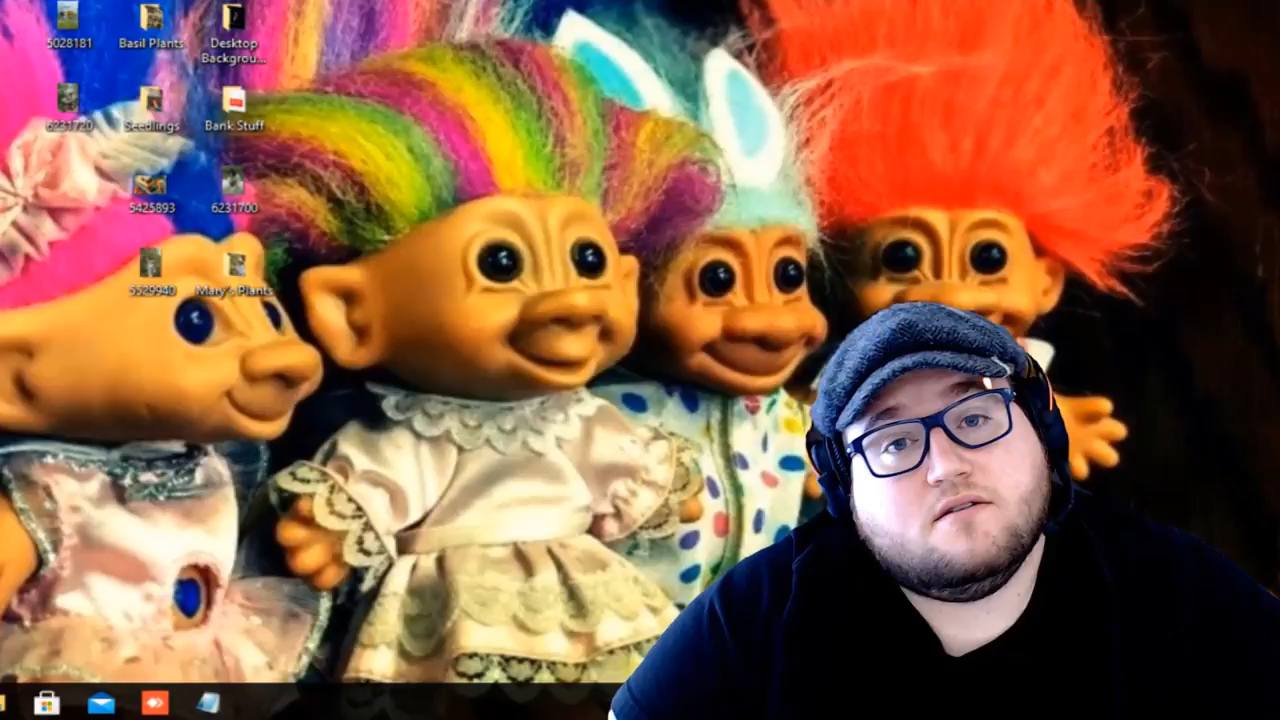 5028181
Basil Plants
Desktop
Backgrou...
6231720
Seedlings
Bank Stuff
5425893
6231700
5529940
Mary's Plants